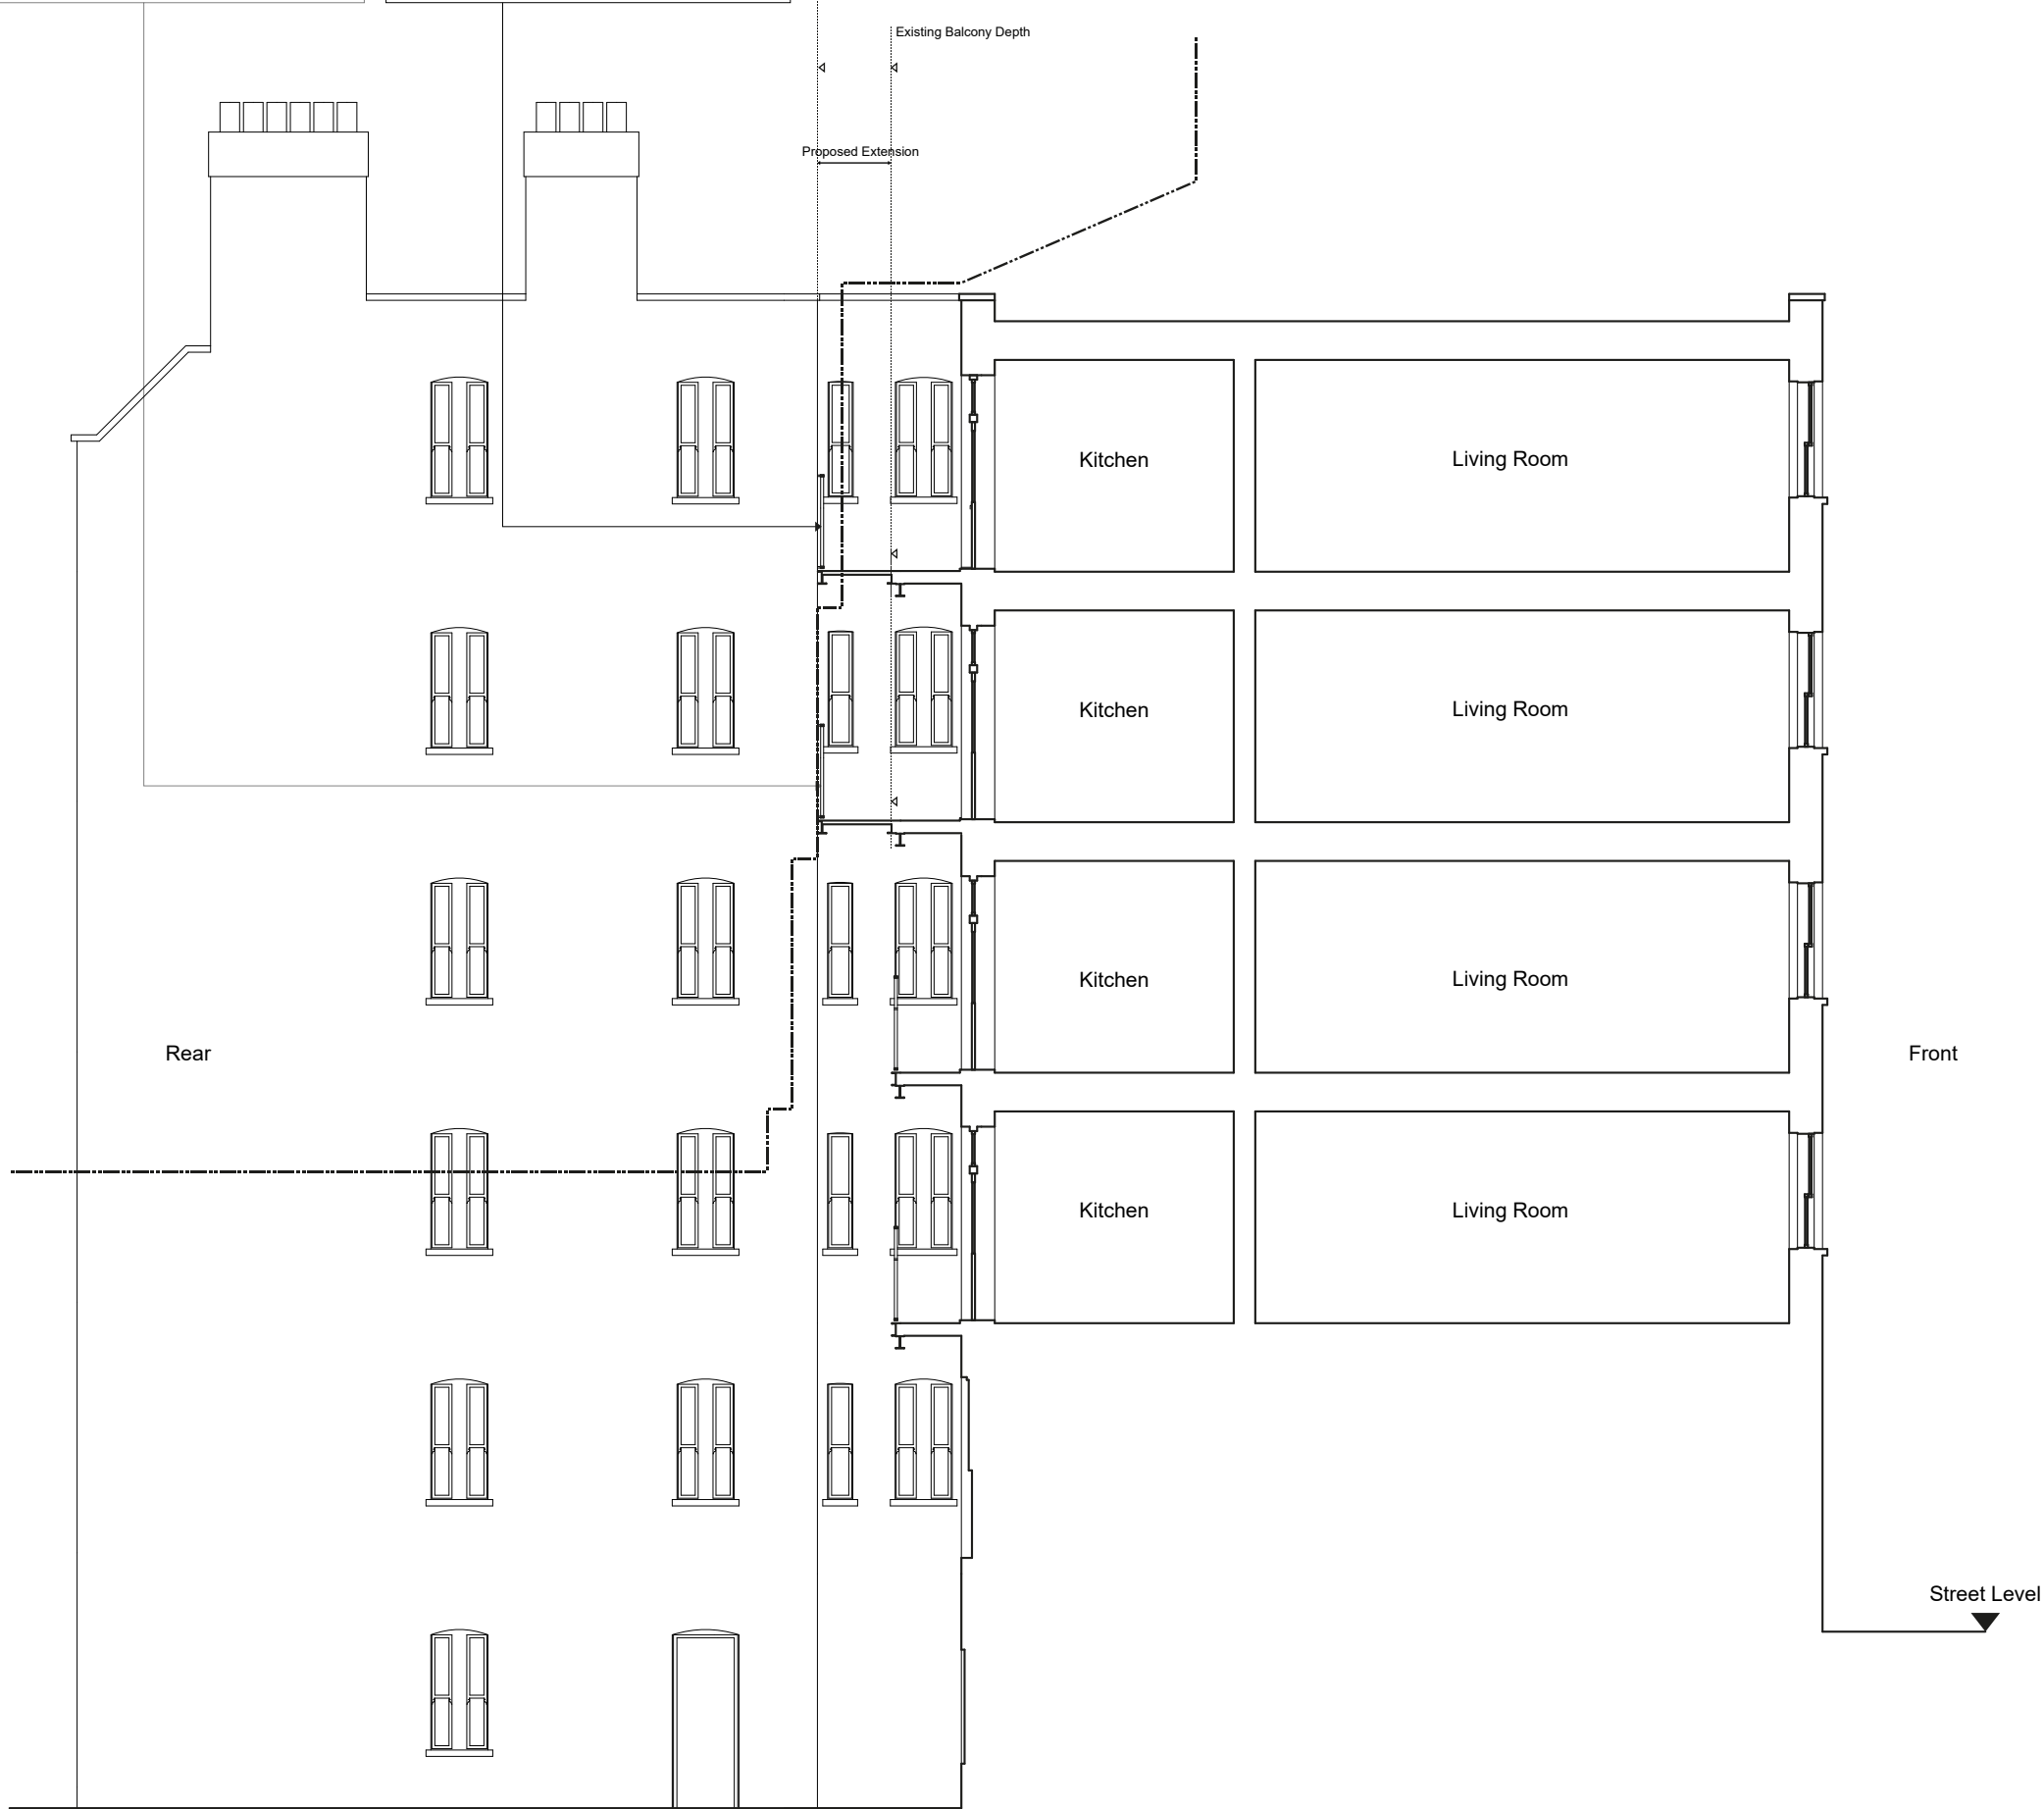 Existing Balcony Depth
Proposed Extension
Kitchen
Living Room
Kitchen
Living Room
Kitchen
Living Room
Rear
Front
Kitchen
Living Room
Street Level